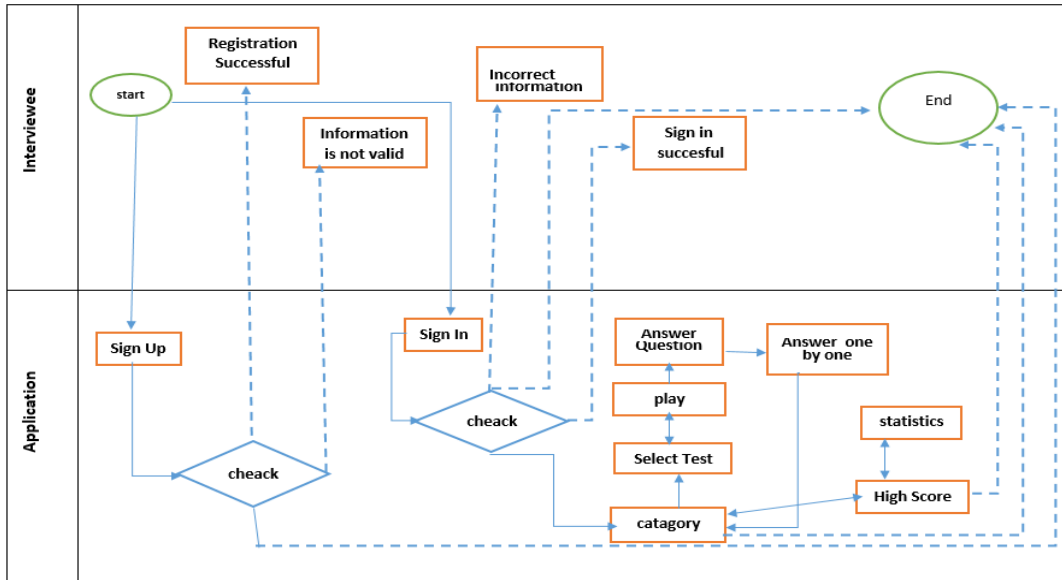 Interviewee
start
Registration
Successful
Information
is not valid
Incorrect
Information
Sign in
succesful
End
Application
Sign Up
cheack
Sign In
cheack
Answer
Question
Answer one
by one
play
Select Test
catagory
statistics
High Score